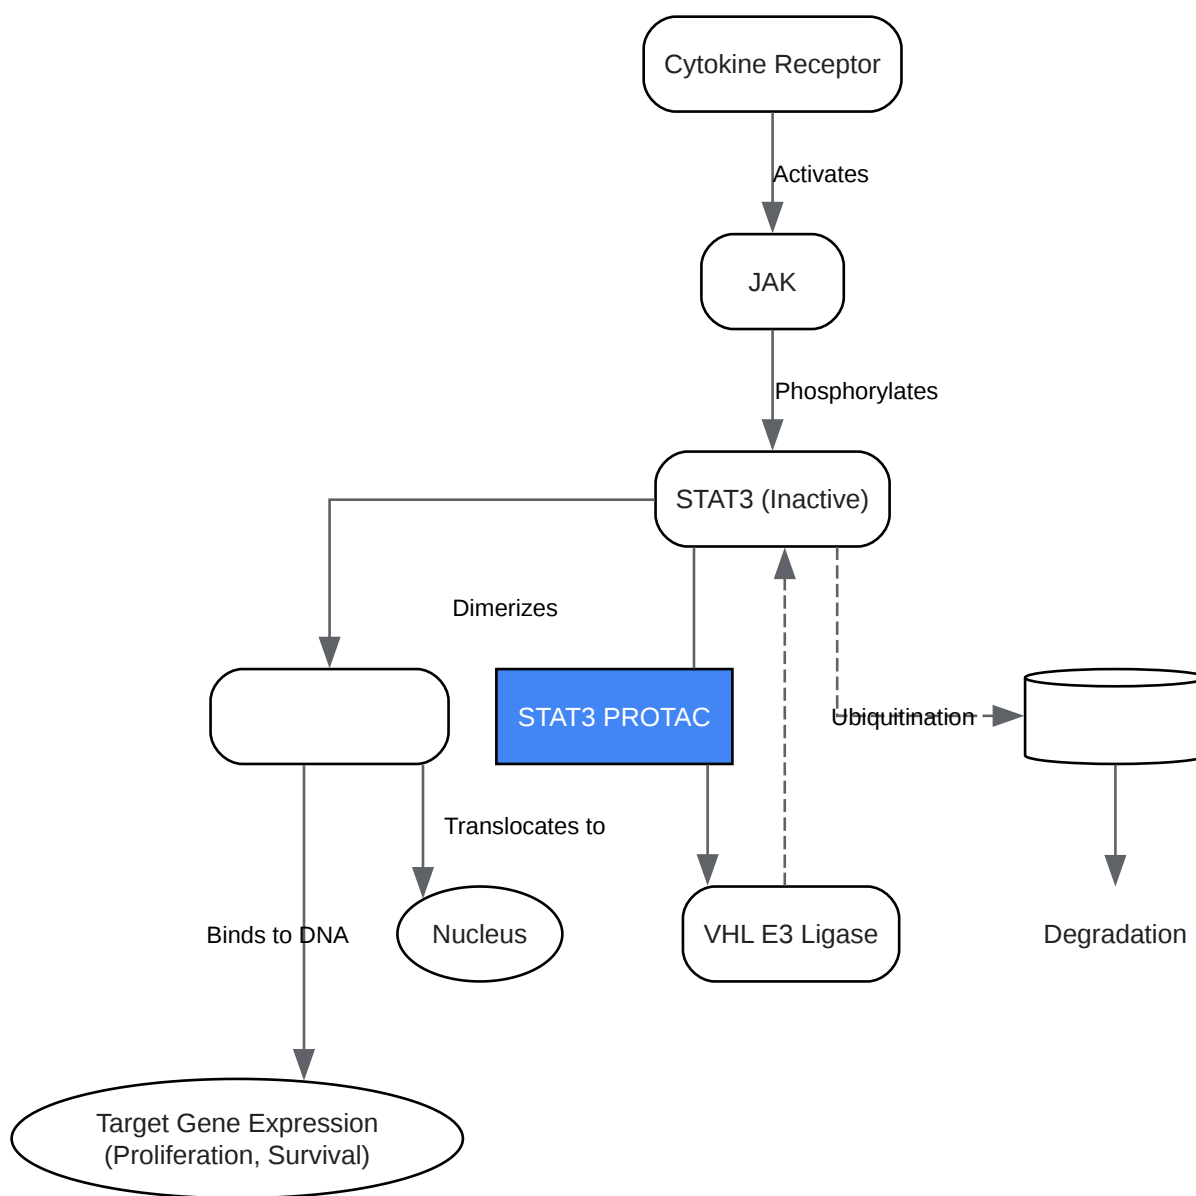 Cytokine Receptor
Activates
JAK
Phosphorylates
STAT3 (Inactive)
Dimerizes
STAT3 PROTAC
Ubiquitination
Translocates to
Binds to DNA
Nucleus
VHL E3 Ligase
Degradation
Target Gene Expression
(Proliferation, Survival)